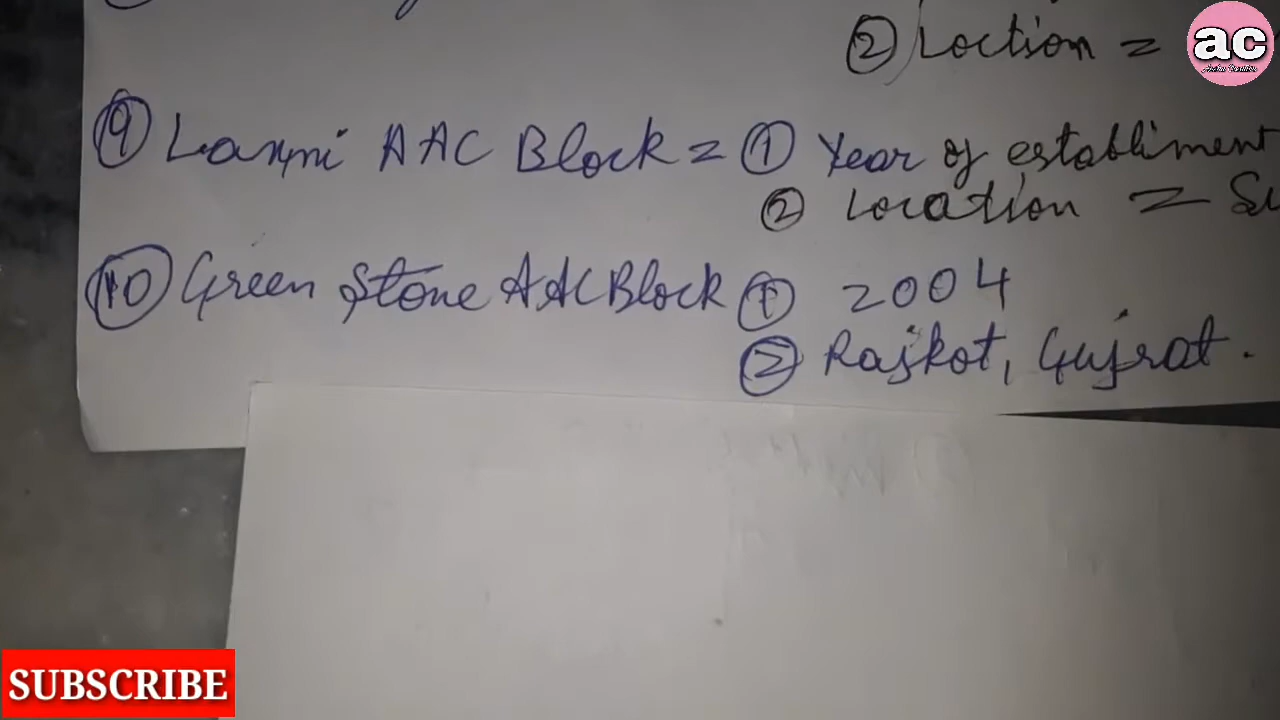 ② Loction =
ac
⑨ Laxmi AAC Block = ① Year of establiment
② Location = Su
⑩ Green Stone AAC Block ① 2004
② Rajkot, Gujrat.
SUBSCRIBE